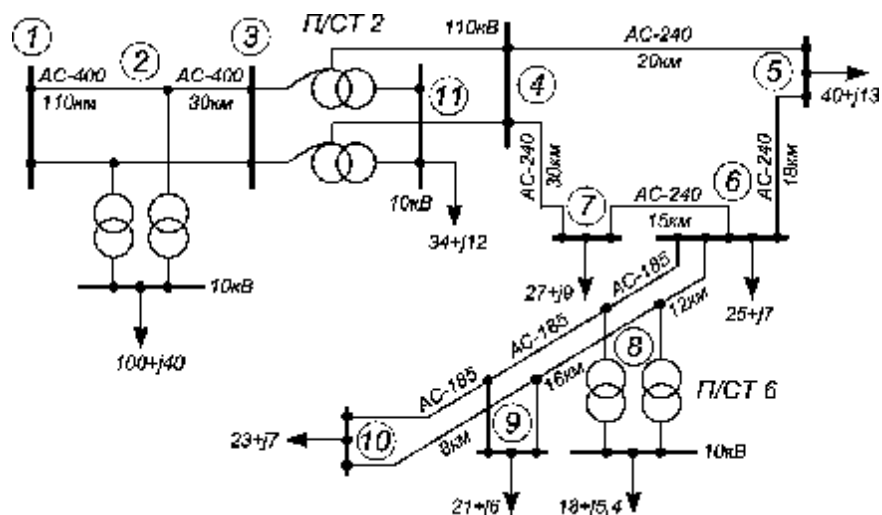 П/СТ 2
110кВ
АС-240
20км
1
2
3
АС-400
АС-400
110км
30км
11
4
5
40+j13
10кВ
34+j12
АС-240
30км
7
АС-240
15км
6
АС-240
18км
27+j9
25+j7
10кВ
100+j40
АС-185
12км
АС-185
16км
8
П/СТ 6
АС-185
8км
9
10
23+j7
10кВ
21+j6
18+j5,4